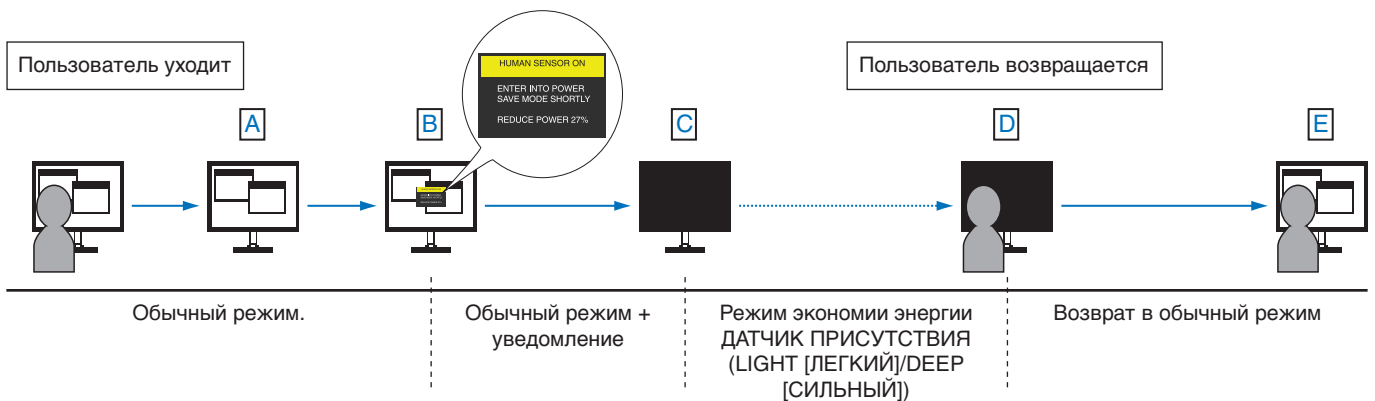 Пользователь уходит
Пользователь возвращается
HUMAN SENSOR ON
ENTER INTO POWER
SAVE MODE SHORTLY
REDUCE POWER 27%
A
B
C
D
E
Обычный режим.
Обычный режим +
уведомление
Режим экономии энергии
ДАТЧИК ПРИСУТСТВИЯ
(LIGHT [ЛЕГКИЙ]/DEEP
[СИЛЬНЫЙ])
Возврат в обычный режим